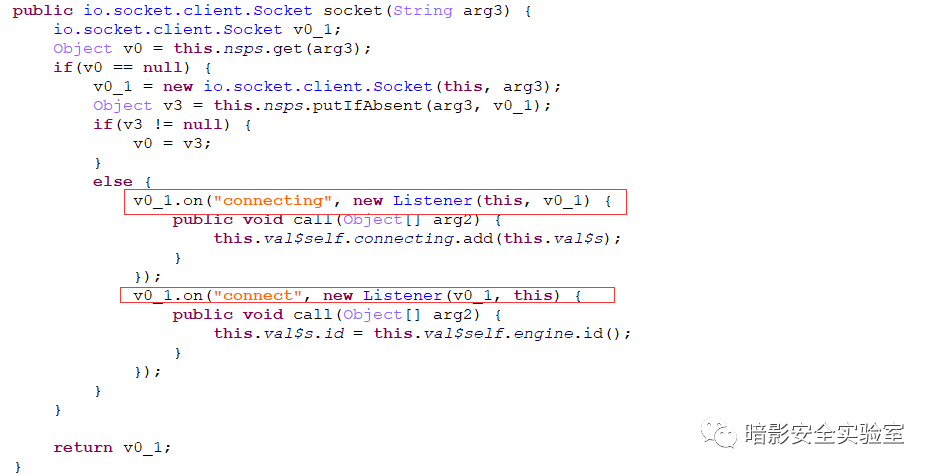 public io.socket.client.Socket socket(String arg3) {
    io.socket.client.Socket v0_1;
    Object v0 = this.nsps.get(arg3);
    if(v0 == null) {
        v0_1 = new io.socket.client.Socket(this, arg3);
        Object v3 = this.nsps.putIfAbsent(arg3, v0_1);
        if(v3 != null) {
            v0 = v3;
        }
        else {
            v0_1.on("connecting", new Listener(this, v0_1) {
                public void call(Object[] arg2) {
                    this.val$self.connecting.add(this.val$s);
                }
            });
            v0_1.on("connect", new Listener(v0_1, this) {
                public void call(Object[] arg2) {
                    this.val$s.id = this.val$self.engine.id();
                }
            });
        }
    }

    return v0_1;
}
暗影安全实验室